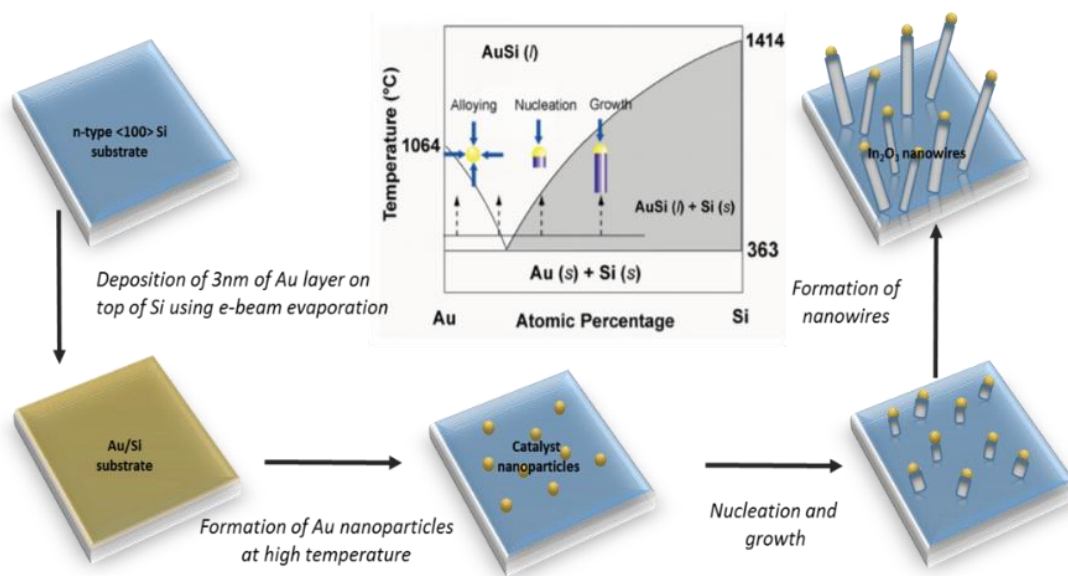 n-type <100> Si
substrate
Deposition of 3nm of Au layer on
top of Si using e-beam evaporation
Au/Si
substrate
Formation of Au nanoparticles
at high temperature
Catalyst
nanoparticles
Nucleation and
growth
Formation of
nanowires
In₂O₃ nanowires
Temperature (°C)
1064
AuSi (l)
Alloying
Nucleation
Growth
AuSi (l) + Si (s)
Au (s) + Si (s)
1414
363
Au
Atomic Percentage
Si